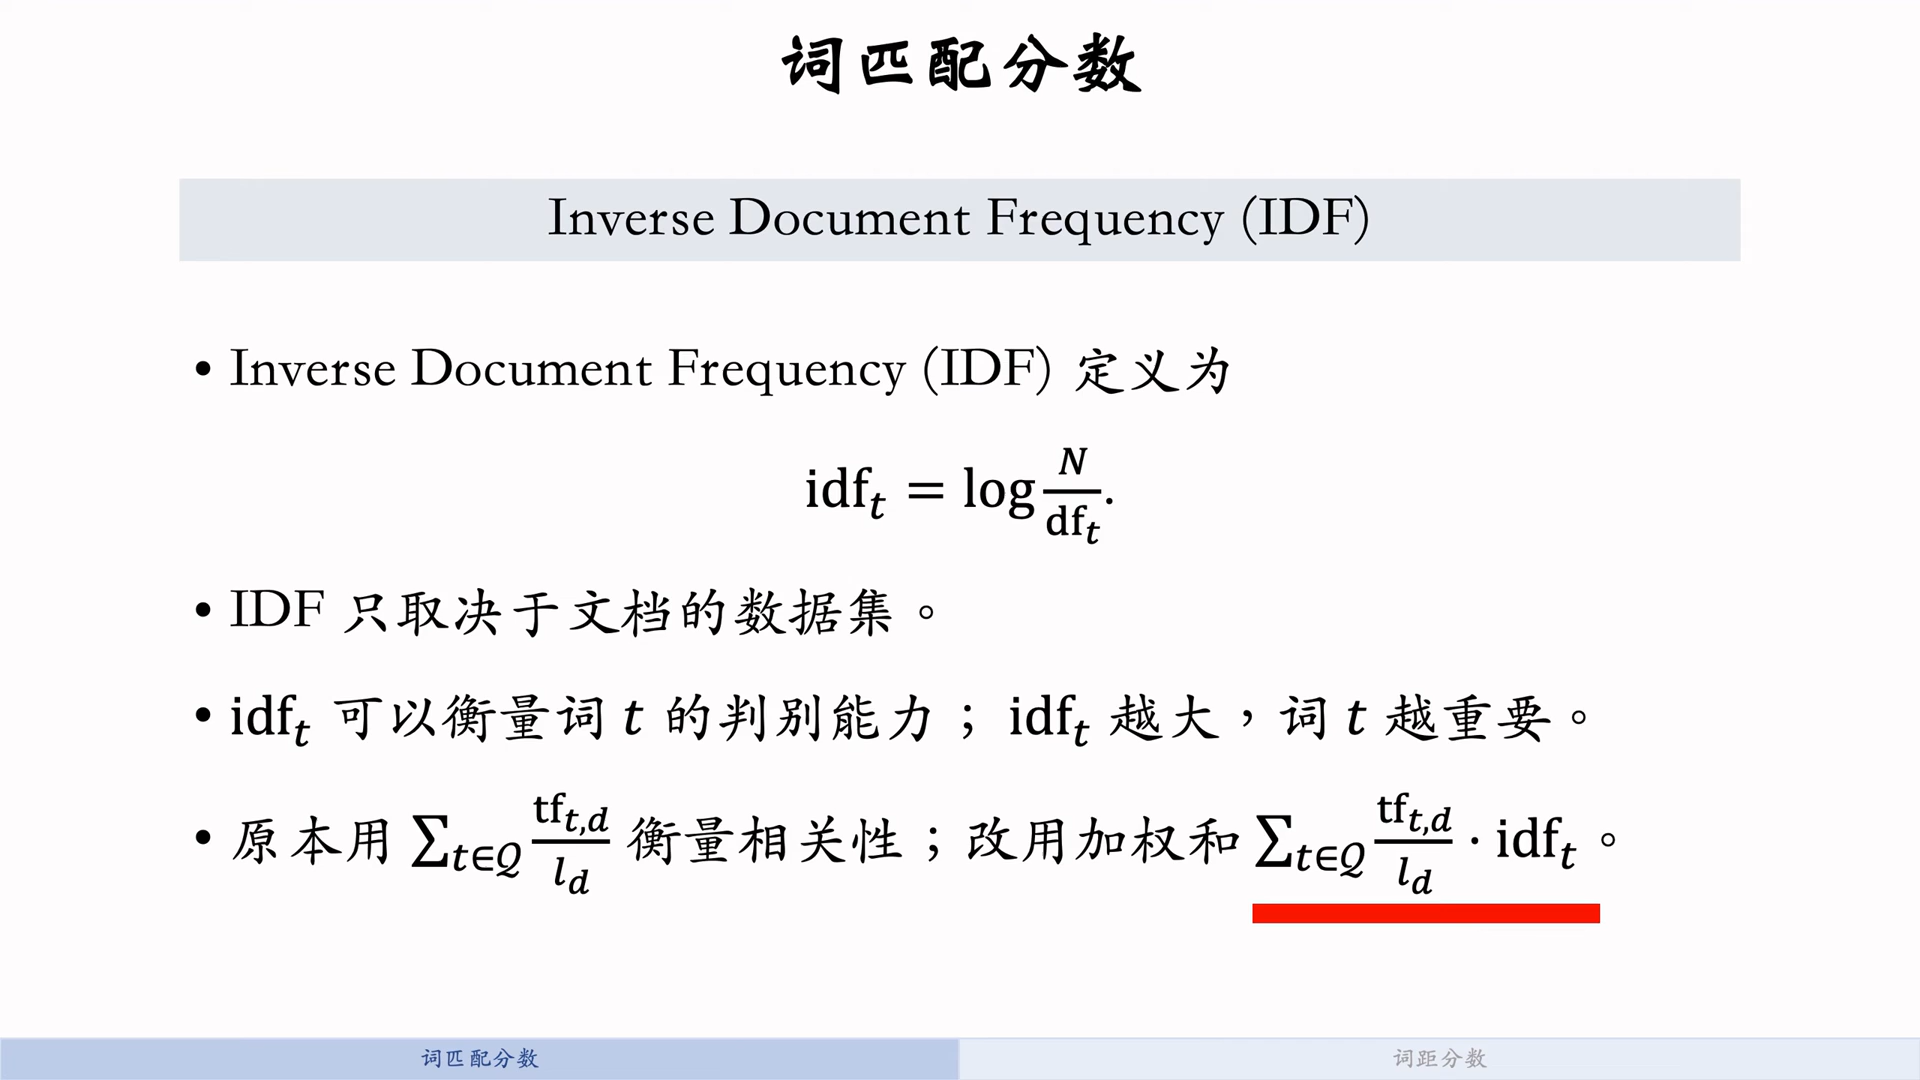 词匹配分数
Inverse Document Frequency (IDF)
• Inverse Document Frequency (IDF) 定义为
idf_t = log N/df_t.
• IDF 只取决于文档的数据集。
• idf_t 可以衡量词 t 的判别能力；idf_t 越大，词 t 越重要。
• 原本用 ∑_{t∈𝒬} tf_{t,d}/l_d 衡量相关性；改用加权和 ∑_{t∈𝒬} tf_{t,d}/l_d · idf_t。
词匹配分数
词距分数